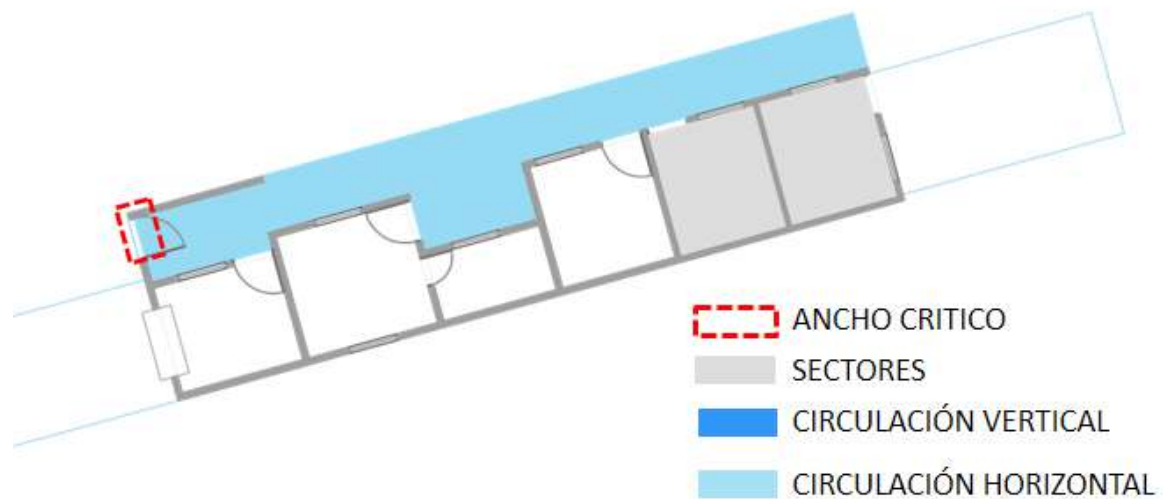 ANCHO CRITICO
SECTORES
CIRCULACIÓN VERTICAL
CIRCULACIÓN HORIZONTAL